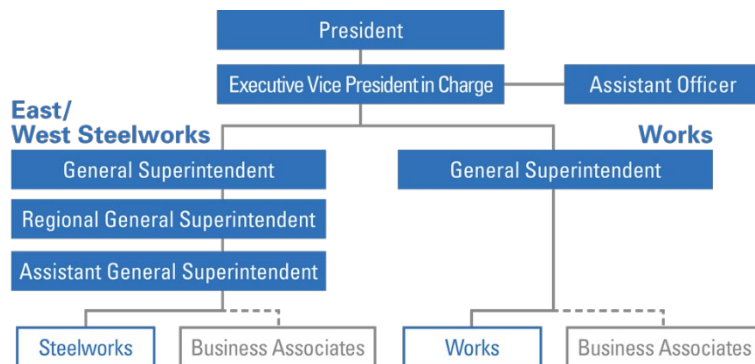 President
Executive Vice President in Charge
Assistant Officer
East/
West Steelworks
Works
General Superintendent
General Superintendent
Regional General Superintendent
Assistant General Superintendent
Steelworks
Business Associates
Works
Business Associates